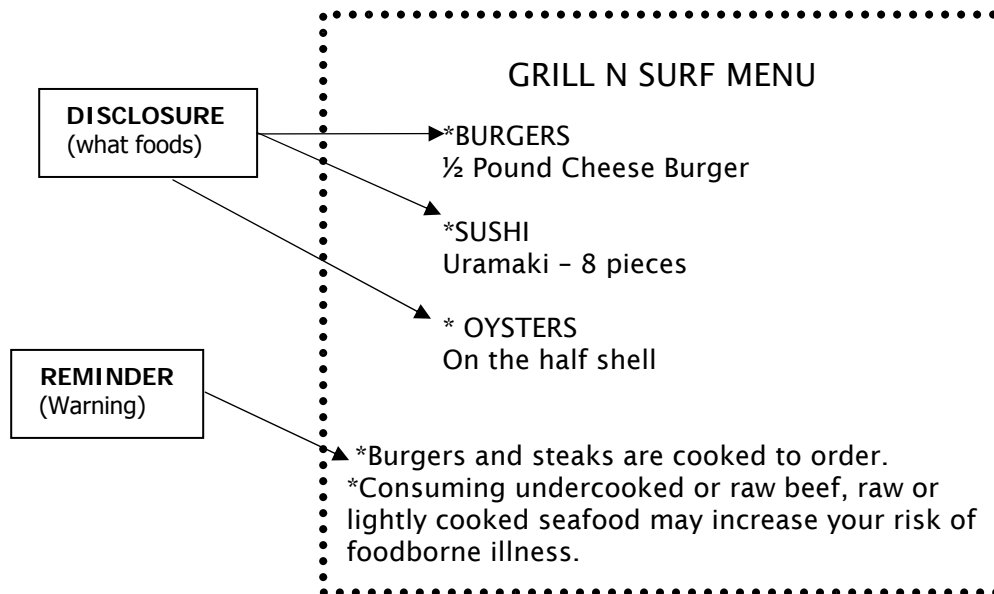 GRILL N SURF MENU
DISCLOSURE
(what foods)
*BURGERS
½ Pound Cheese Burger
*SUSHI
Uramaki – 8 pieces
* OYSTERS
On the half shell
REMINDER
(Warning)
*Burgers and steaks are cooked to order.
*Consuming undercooked or raw beef, raw or
lightly cooked seafood may increase your risk of
foodborne illness.